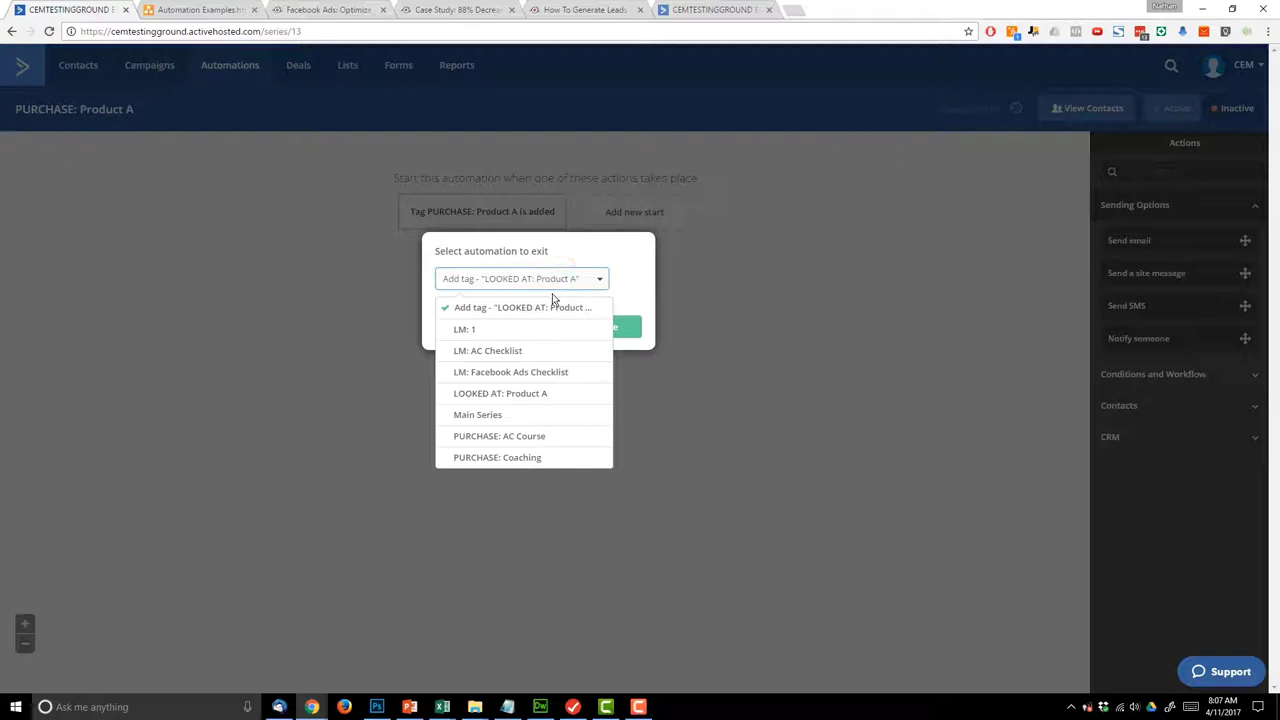 Nathan
CEMTESTINGGROUND E
Automation Examples.htm
Facebook Ads: Optimize
Case Study: 88% Decrea
How To Generate Leads
CEMTESTINGGROUND E
https://cemtestingground.activehosted.com/series/13
Contacts
Campaigns
Automations
Deals
Lists
Forms
Reports
CEM
PURCHASE: Product A
View Contacts
Active
Inactive
Actions
Start this automation when one of these actions takes place
Tag PURCHASE: Product A is added
Add new start
Sending Options
Send email
Send a site message
Send SMS
Notify someone
Conditions and Workflow
Contacts
CRM
Select automation to exit
Add tag - "LOOKED AT: Product A"
Add tag - "LOOKED AT: Product ...
LM: 1
LM: AC Checklist
LM: Facebook Ads Checklist
LOOKED AT: Product A
Main Series
PURCHASE: AC Course
PURCHASE: Coaching
Support
Ask me anything
8:07 AM
4/11/2017